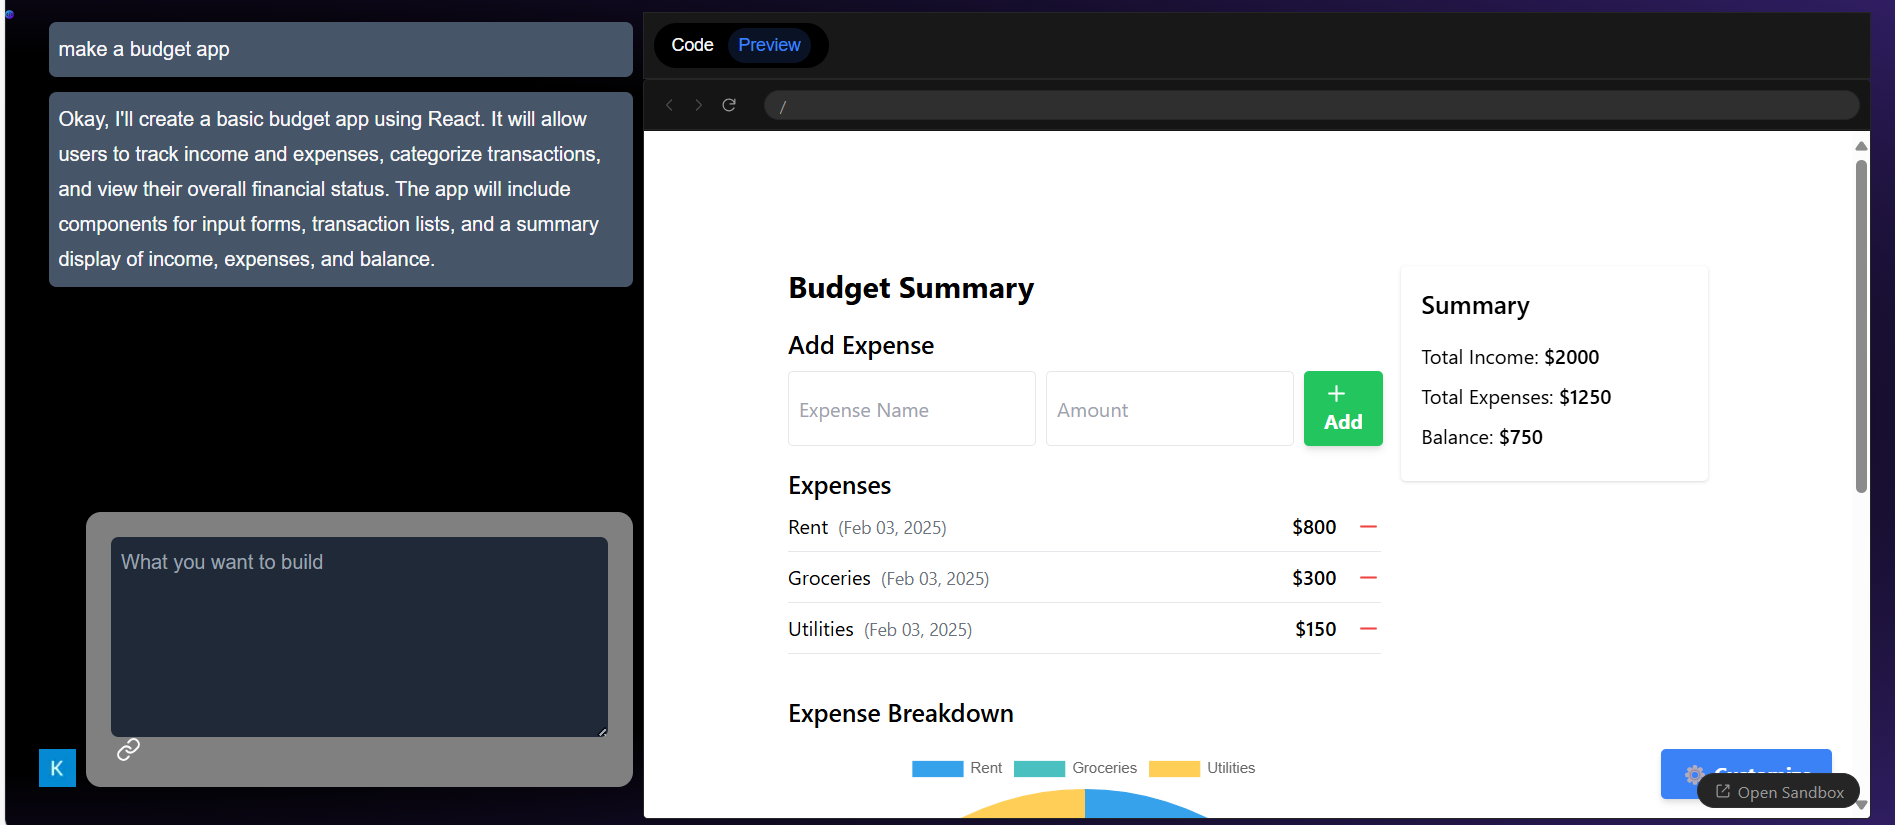 make a budget app
Okay, I'll create a basic budget app using React. It will allow
users to track income and expenses, categorize transactions,
and view their overall financial status. The app will include
components for input forms, transaction lists, and a summary
display of income, expenses, and balance.
What you want to build
K
Code Preview
/
Budget Summary
Add Expense
Expense Name
Amount
Add
Expenses
Rent (Feb 03, 2025) $800
Groceries (Feb 03, 2025) $300
Utilities (Feb 03, 2025) $150
Expense Breakdown
Rent Groceries Utilities
Summary
Total Income: $2000
Total Expenses: $1250
Balance: $750
Customize
Open Sandbox